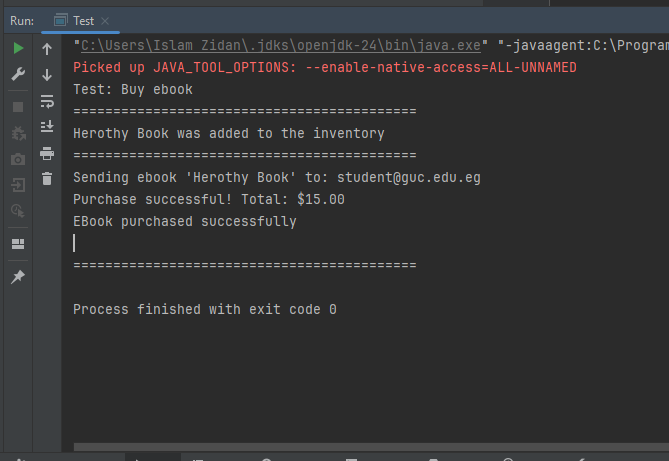 Run: Test
"C:\Users\Islam Zidan\.jdks\openjdk-24\bin\java.exe" "-javaagent:C:\Program
Picked up JAVA_TOOL_OPTIONS: --enable-native-access=ALL-UNNAMED
Test: Buy ebook
==========================================
Herothy Book was added to the inventory
==========================================
Sending ebook 'Herothy Book' to: student@guc.edu.eg
Purchase successful! Total: $15.00
EBook purchased successfully
==========================================
Process finished with exit code 0